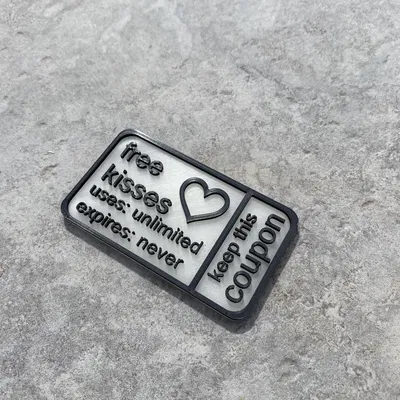 free
kisses
uses: unlimited
expires: never
keep this
coupon